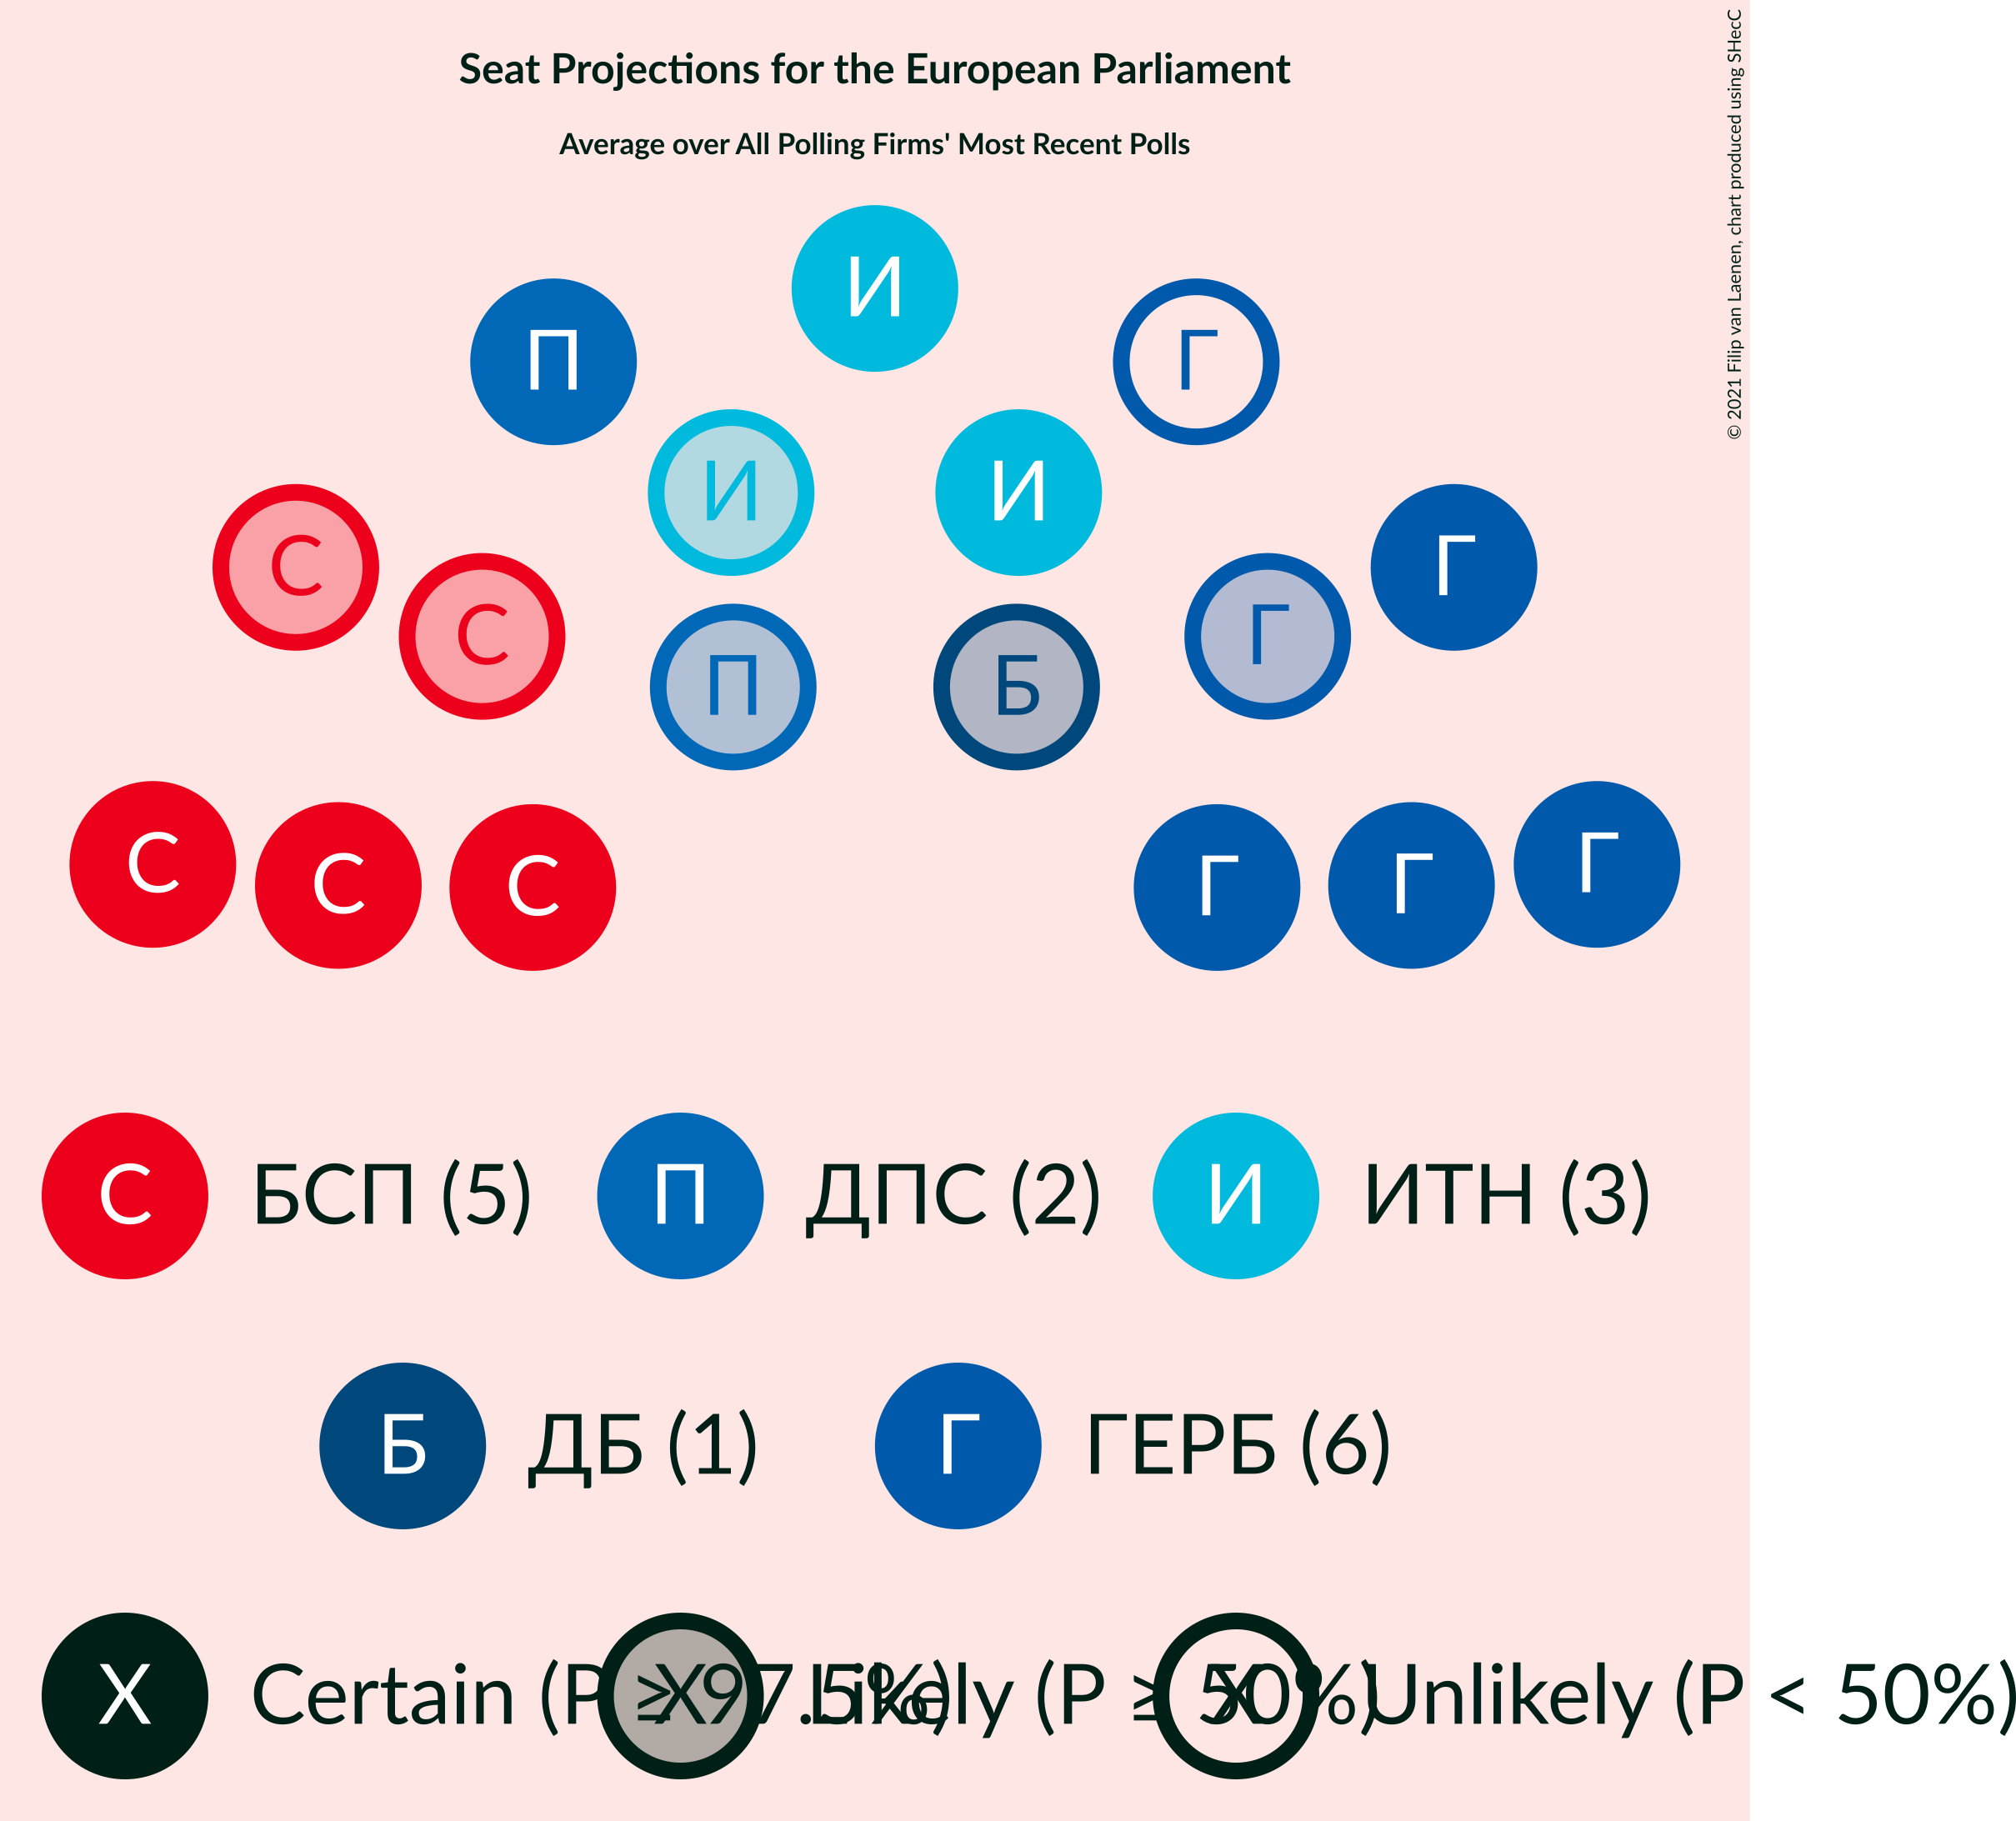 Seat Projections for the European Parliament
Average over All Polling Firms' Most Recent Polls
© 2021 Filip van Laenen, chart produced using SHecC
И
П
Г
И
И
С
Г
С
Г
П
Б
С
Г
С
Г
С
Г
С БСП (5) П ДПС (2) И ИТН (3)
Б ДБ (1) Г ГЕРБ (6)
X Certain (P ≥ 97.5%) X Likely (P ≥ 50%) X Unlikely (P < 50%)